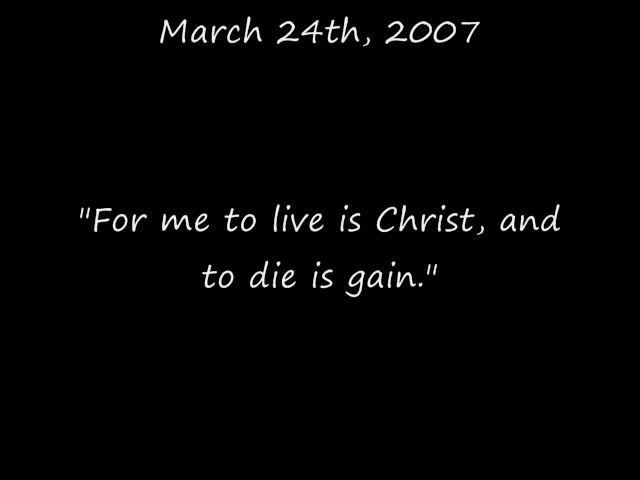 March 24th, 2007
"For me to live is Christ, and
to die is gain."